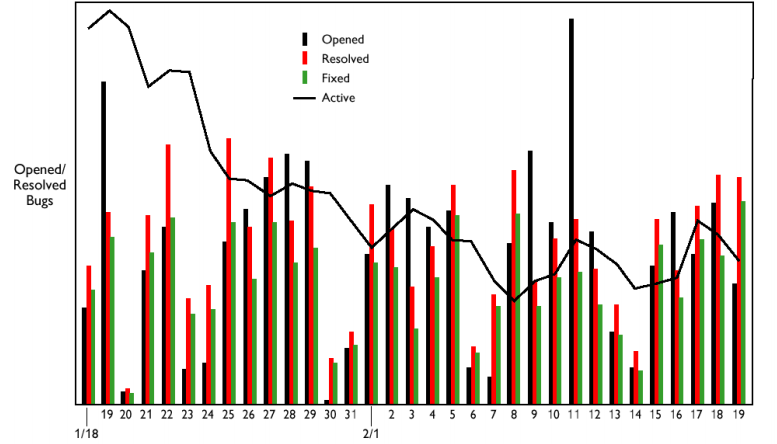 Opened
Resolved
Fixed
Active
Opened/
Resolved
Bugs
19 20 21 22 23 24 25 26 27 28 29 30 31 2 3 4 5 6 7 8 9 10 11 12 13 14 15 16 17 18 19
1/18 2/1